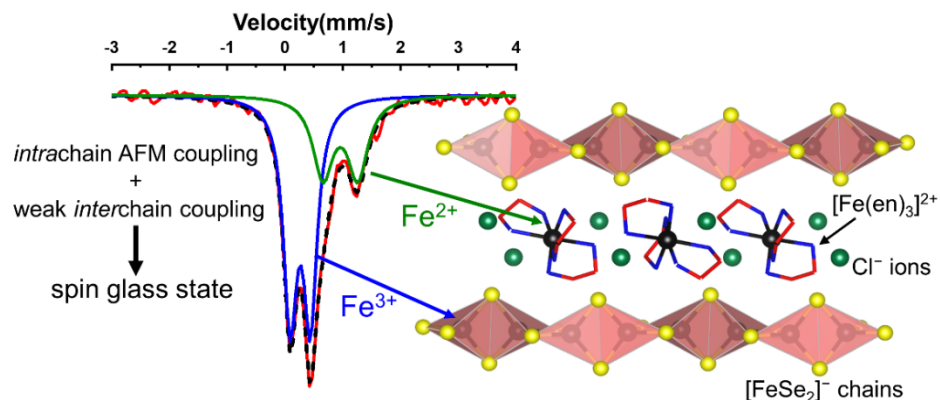 Velocity(mm/s)
-3 -2 -1 0 1 2 3 4
intrachain AFM coupling
+
weak interchain coupling
spin glass state
Fe²⁺
Fe³⁺
[Fe(en)₃]²⁺
Cl⁻ ions
[FeSe₂]⁻ chains